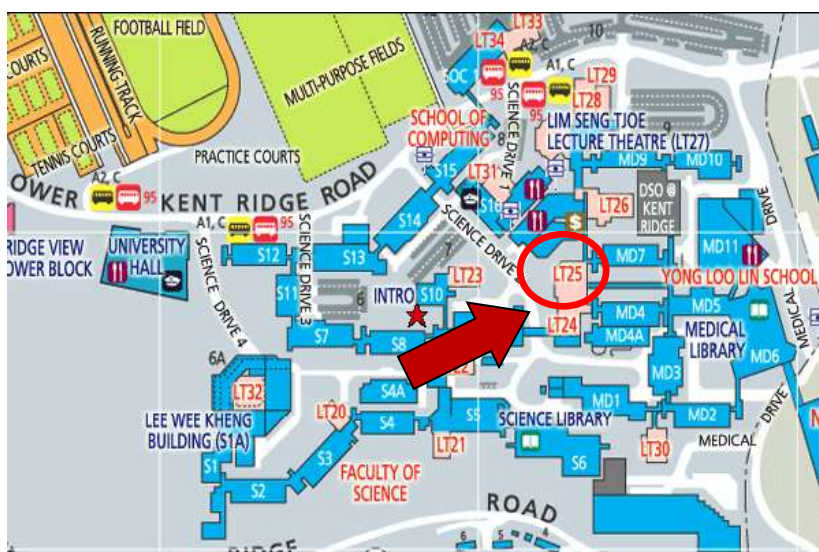 FOOTBALL FIELD
RUNNING TRACK
COURTS
TENNIS COURTS
MULTI-PURPOSE FIELDS
PRACTICE COURTS
LT33
LT34
A2, C
10
SOC 1
95
A1, C
LT29
LT28
95
SCIENCE DRIVE 1
SCHOOL OF
COMPUTING
8
LIM SENG TJOE
LECTURE THEATRE (LT27)
9
MD9
MD10
A2, C
95
OWER
KENT RIDGE ROAD
S15
LT31
S16
LT26
DSO @
KENT
RIDGE
DRIVE
A1, C
95
S14
SCIENCE DRIVE
RIDGE VIEW
OWER BLOCK
UNIVERSITY
HALL
S12
S13
7
MD7
MD11
SCIENCE DRIVE 4
SCIENCE DRIVE 3
S11
6
INTRO
S10
LT23
LT25
YONG LOO LIN SCHOOL
MD5
MEDICAL
LIBRARY
MEDICAL
S7
S8
LT24
MD4
MD4A
MD6
6A
LT32
S4A
MD3
LEE WEE KHENG
BUILDING (S1A)
LT20
S4
S5
SCIENCE LIBRARY
MD1
MD2
DRIVE
LT21
LT30
MEDICAL
S1
S2
S3
FACULTY OF
SCIENCE
S6
ROAD
RIDGE
6
5
4